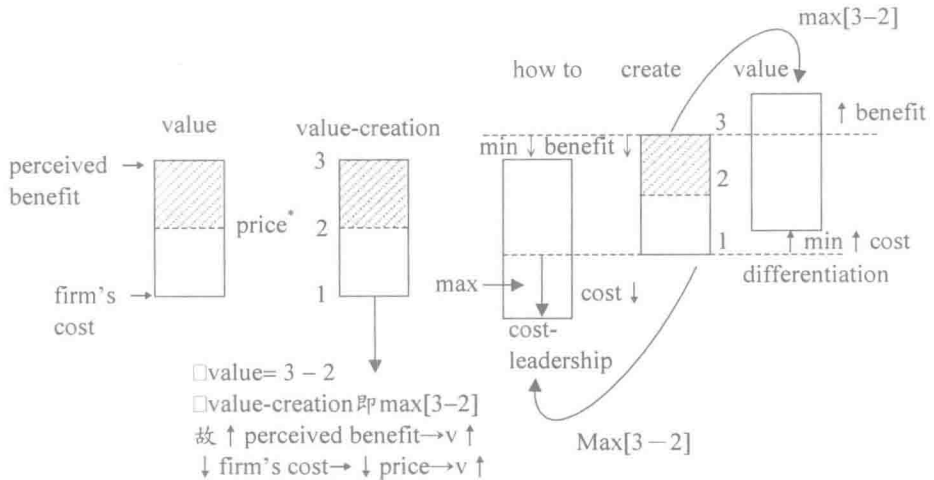 max[3−2]
how to create value
value
value-creation
perceived
benefit
price*
firm's
cost
3
2
1
□value= 3 − 2
□value-creation即max[3−2]
故 ↑ perceived benefit→v ↑
↓ firm's cost→ ↓ price→v ↑
min ↓ benefit ↓
3
2
1
↑ benefit
↑ min ↑ cost
differentiation
max
cost ↓
cost-
leadership
Max[3−2]